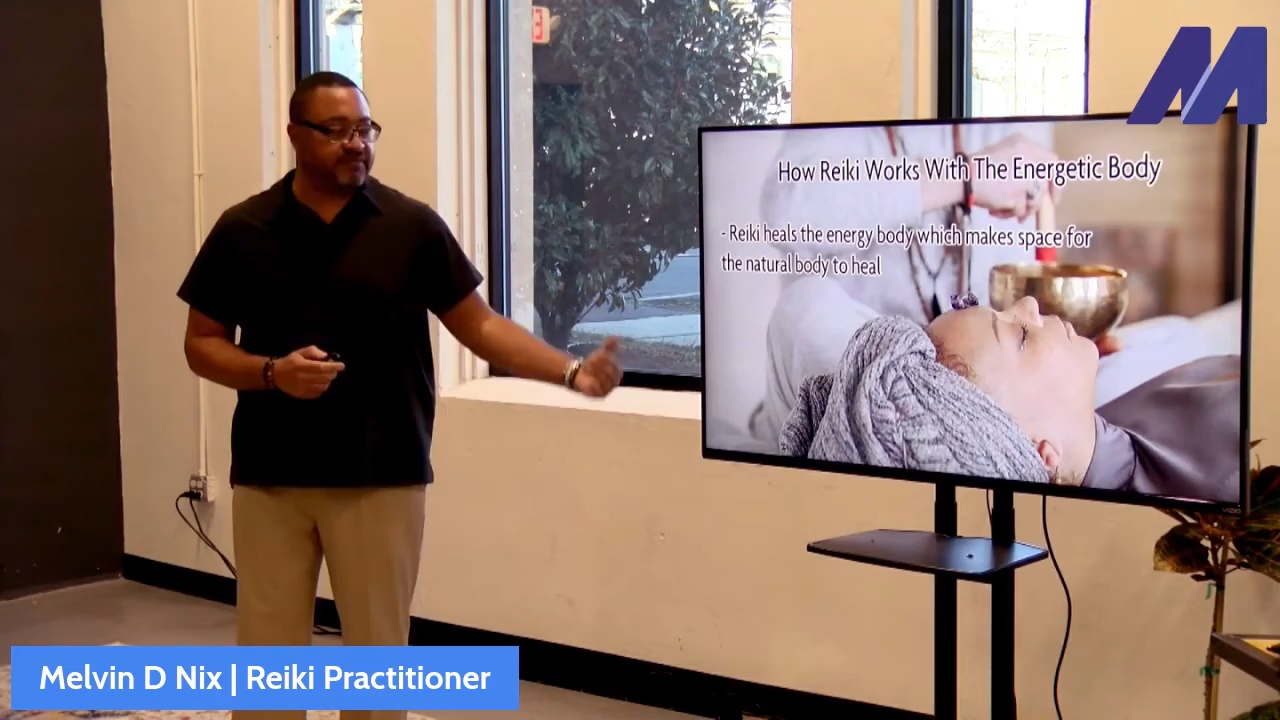 How Reiki Works With The Energetic Body
- Reiki heals the energy body which makes space for
the natural body to heal
VIZIO
Melvin D Nix | Reiki Practitioner